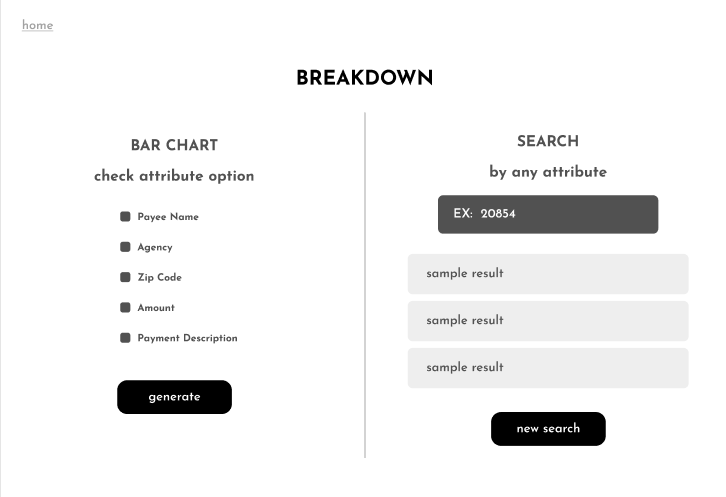 home
BREAKDOWN
BAR CHART
check attribute option
Payee Name
Agency
Zip Code
Amount
Payment Description
generate
SEARCH
by any attribute
EX: 20854
sample result
sample result
sample result
new search